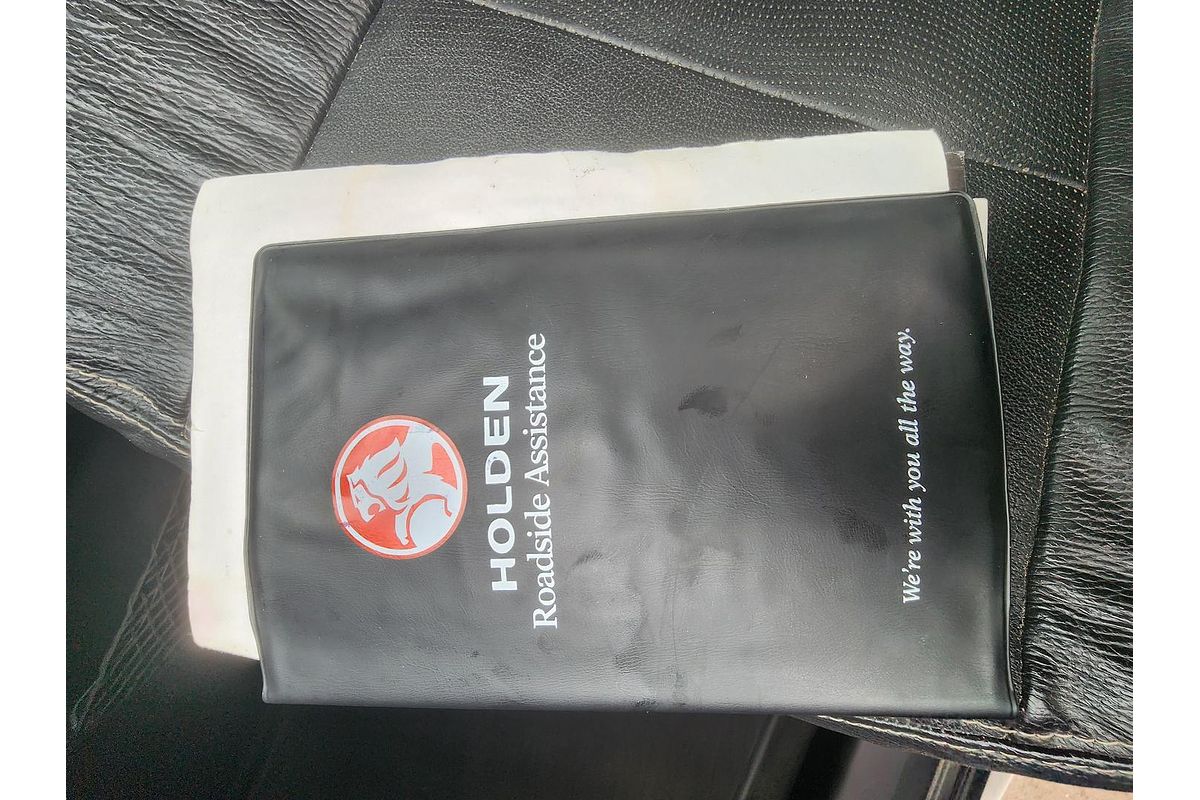 HOLDEN
Roadside Assistance
We're with you all the way.